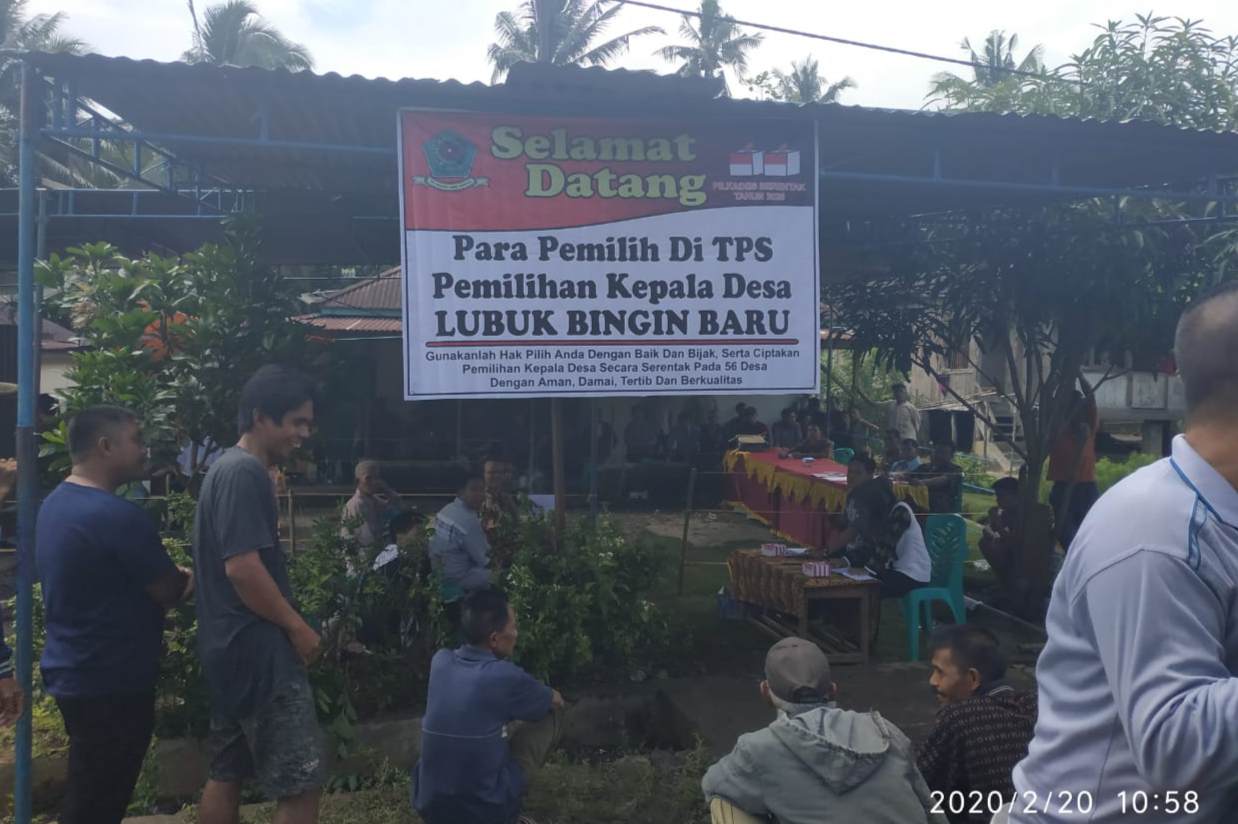 Selamat
Datang
PILKADES SERENTAK
TAHUN 2020
Para Pemilih Di TPS
Pemilihan Kepala Desa
LUBUK BINGIN BARU
Gunakanlah Hak Pilih Anda Dengan Baik Dan Bijak, Serta Ciptakan
Pemilihan Kepala Desa Secara Serentak Pada 56 Desa
Dengan Aman, Damai, Tertib Dan Berkualitas
2020/2/20 10:58